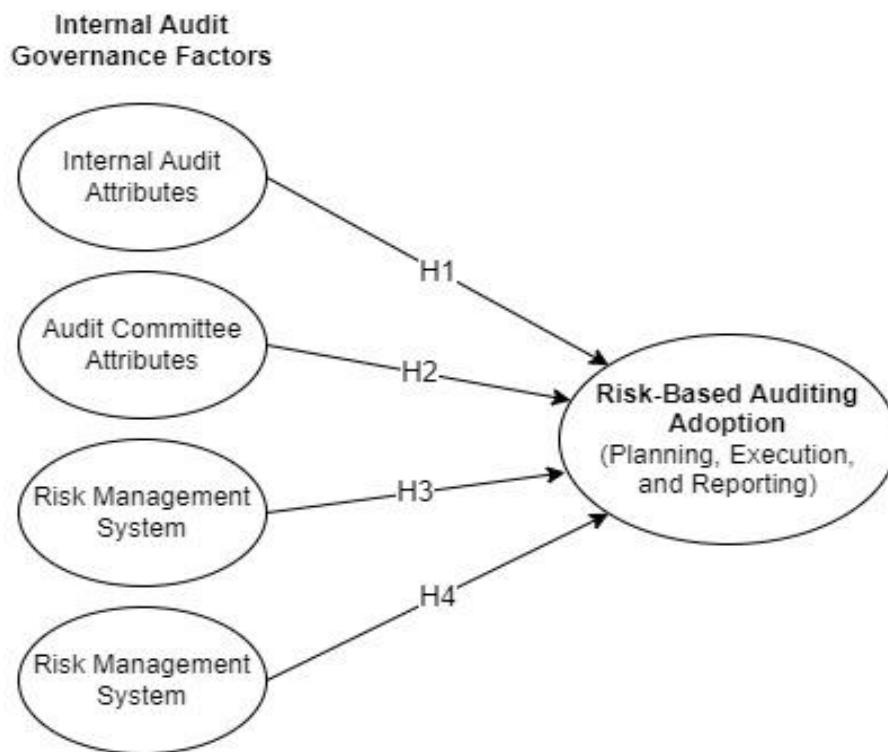 Internal Audit
Governance Factors
Internal Audit
Attributes
H1
Audit Committee
Attributes
H2
Risk-Based Auditing
Adoption
(Planning, Execution,
and Reporting)
Risk Management
System
H3
H4
Risk Management
System